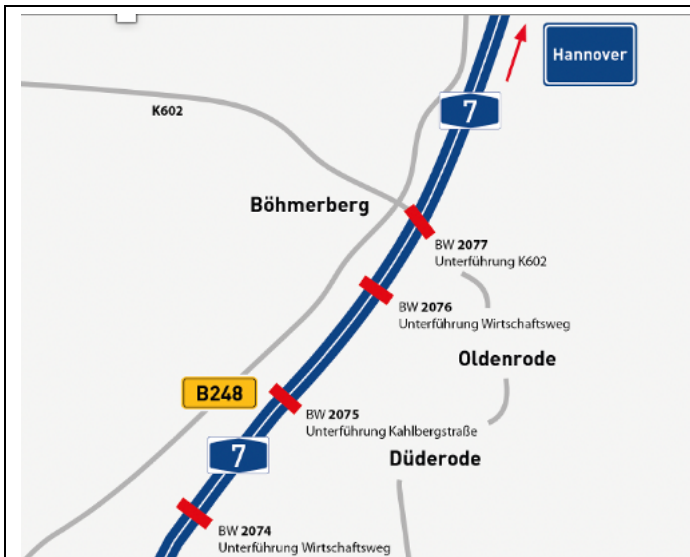 Hannover
7
K602
Böhmerberg
BW 2077
Unterführung K602
BW 2076
Unterführung Wirtschaftsweg
Oldenrode
B248
BW 2075
Unterführung Kahlbergstraße
7
Düderode
BW 2074
Unterführung Wirtschaftsweg